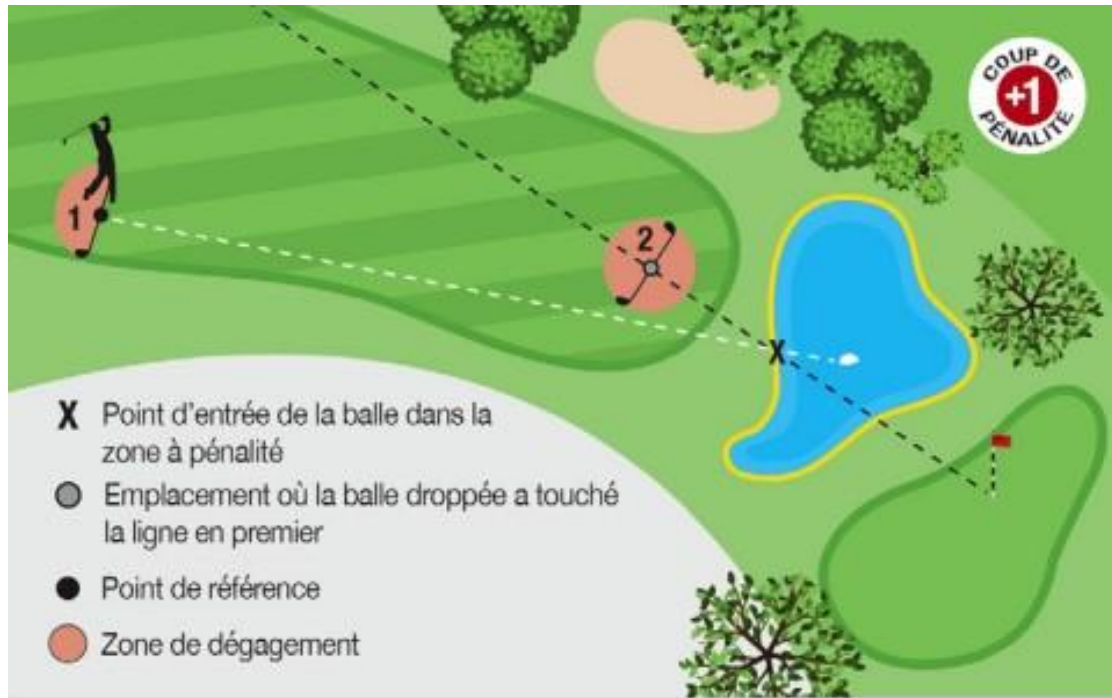 COUP DE
+1
PÉNALITÉ
1
2
X
X Point d'entrée de la balle dans la
zone à pénalité
Emplacement où la balle droppée a touché
la ligne en premier
Point de référence
Zone de dégagement